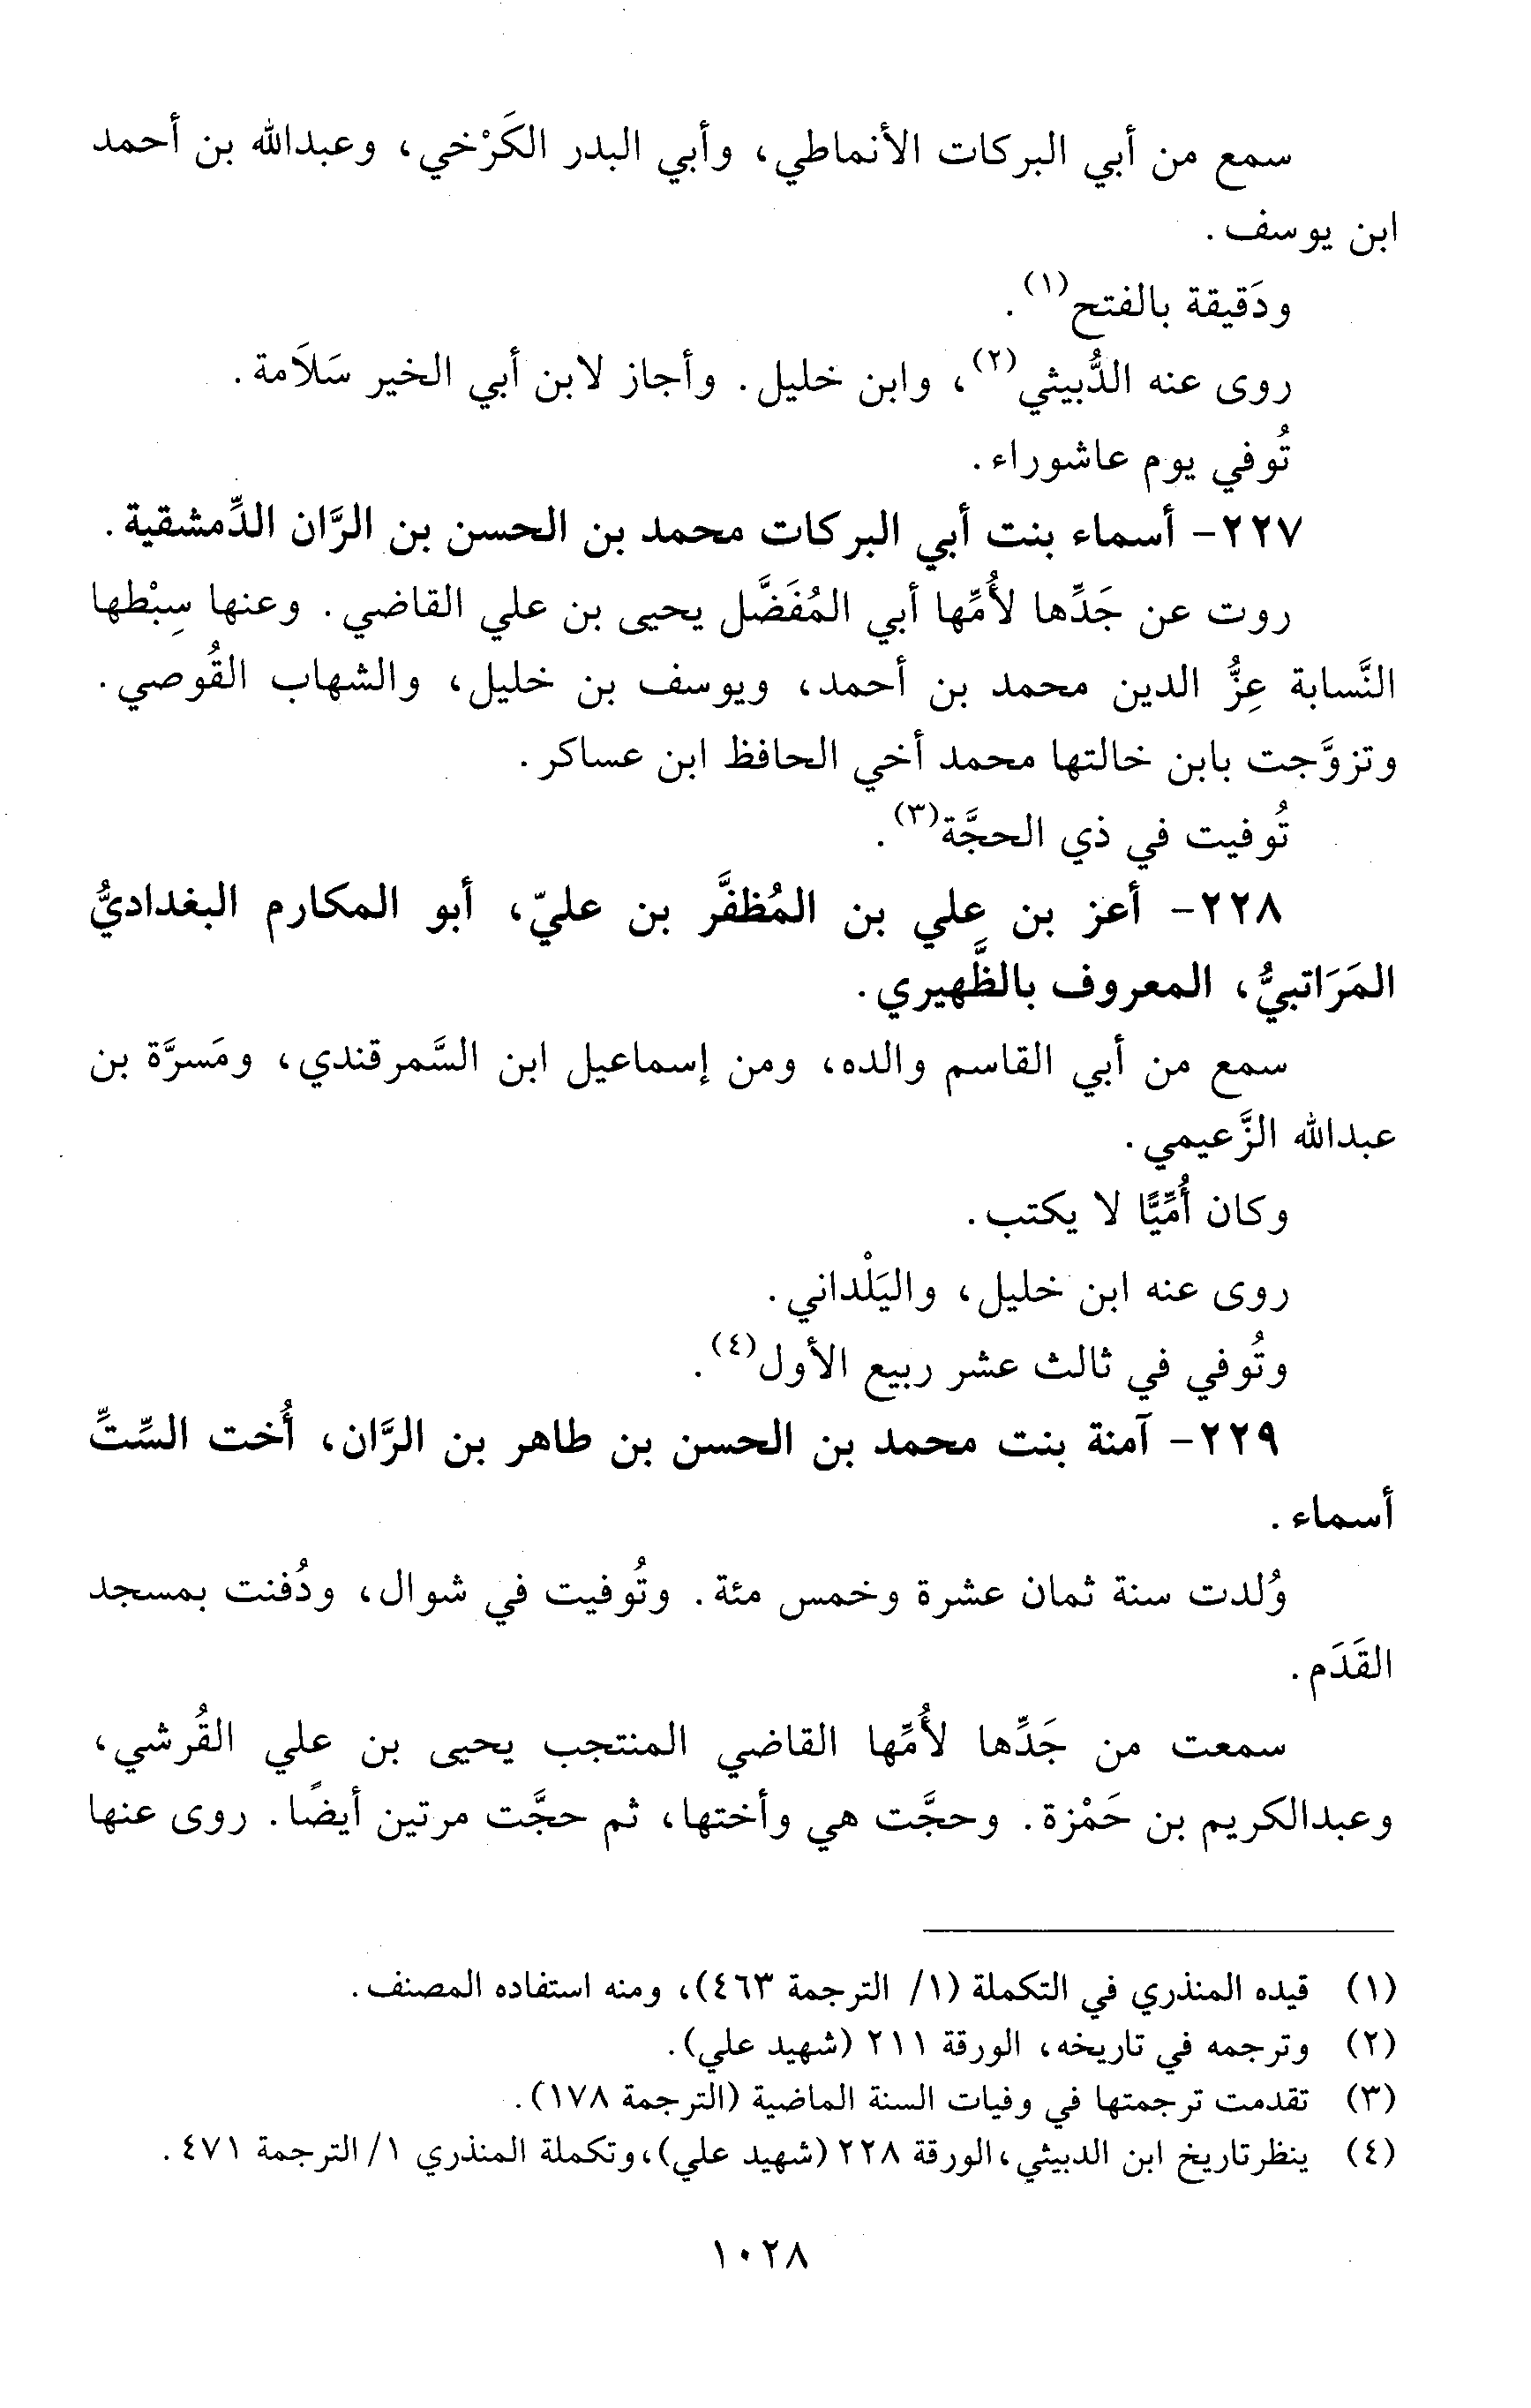 سمع من أبي البركات الأنماطي، وأبي البدر الكَرْخي، وعبدالله بن أحمد
ابن يوسف.
ودَقيقة بالفتح(١).
روى عنه الدُّبيثي(٢)، وابن خليل. وأجاز لابن أبي الخير سَلاَمة.
تُوفي يوم عاشوراء.
٢٢٧- أسماء بنت أبي البركات محمد بن الحسن بن الرَّان الدِّمشقية.
روت عن جَدِّها لأُمِّها أبي المُفَضَّل يحيى بن علي القاضي. وعنها سِبْطها
النَّسابة عِزُّ الدين محمد بن أحمد، ويوسف بن خليل، والشهاب القُوصي.
وتزوَّجت بابن خالتها محمد أخي الحافظ ابن عساكر.
تُوفيت في ذي الحجَّة(٣).
٢٢٨- أعز بن علي بن المُظفَّر بن عليّ، أبو المكارم البغداديُّ
المَرَاتبيُّ، المعروف بالظَّهيري.
سمع من أبي القاسم والده، ومن إسماعيل ابن السَّمرقندي، ومَسرَّة بن
عبدالله الزَّعيمي.
وكان أُمِّيًّا لا يكتب.
روى عنه ابن خليل، واليَلْداني.
وتُوفي في ثالث عشر ربيع الأول(٤).
٢٢٩- آمنة بنت محمد بن الحسن بن طاهر بن الرَّان، أُخت السِّتِّ
أسماء.
وُلدت سنة ثمان عشرة وخمس مئة. وتُوفيت في شوال، ودُفنت بمسجد
القَدَم.
سمعت من جَدِّها لأُمِّها القاضي المنتجب يحيى بن علي القُرشي،
وعبدالكريم بن حَمْزة. وحجَّت هي وأختها، ثم حجَّت مرتين أيضًا. روى عنها
(١) قيده المنذري في التكملة (١/ الترجمة ٤٦٣)، ومنه استفاده المصنف.
(٢) وترجمه في تاريخه، الورقة ٢١١ (شهيد علي).
(٣) تقدمت ترجمتها في وفيات السنة الماضية (الترجمة ١٧٨).
(٤) ينظر تاريخ ابن الدبيثي، الورقة ٢٢٨ (شهيد علي)، وتكملة المنذري ١/ الترجمة ٤٧١.
١٠٢٨